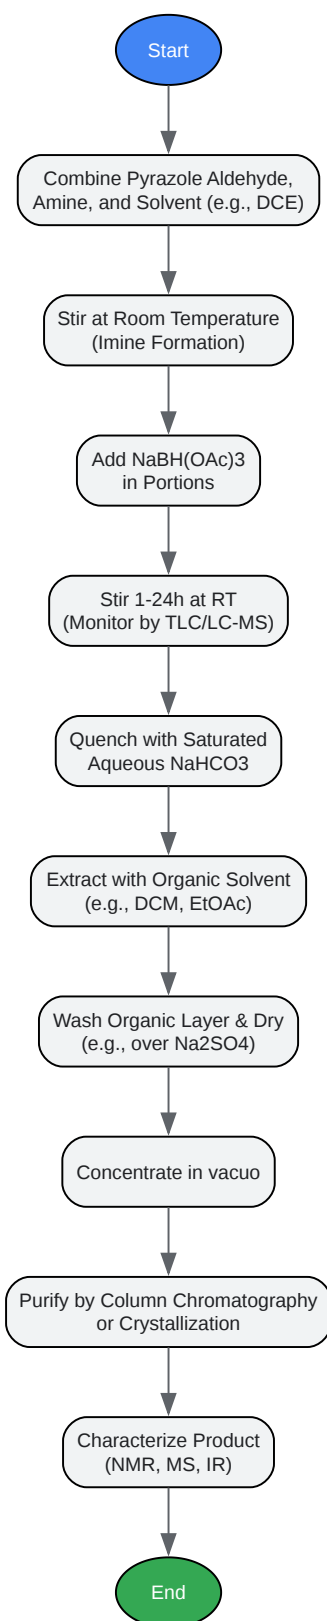 Start
Combine Pyrazole Aldehyde,
Amine, and Solvent (e.g., DCE)
Stir at Room Temperature
(Imine Formation)
Add NaBH(OAc)3
in Portions
Stir 1-24h at RT
(Monitor by TLC/LC-MS)
Quench with Saturated
Aqueous NaHCO3
Extract with Organic Solvent
(e.g., DCM, EtOAc)
Wash Organic Layer & Dry
(e.g., over Na2SO4)
Concentrate in vacuo
Purify by Column Chromatography
or Crystallization
Characterize Product
(NMR, MS, IR)
End